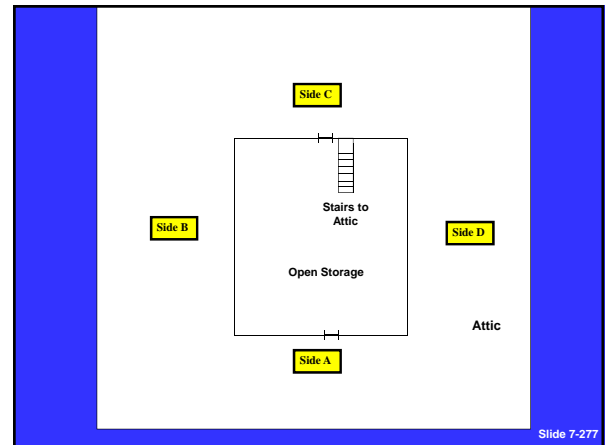 Side C
Stairs to
Attic
Side B
Side D
Open Storage
Attic
Side A
Slide 7-277